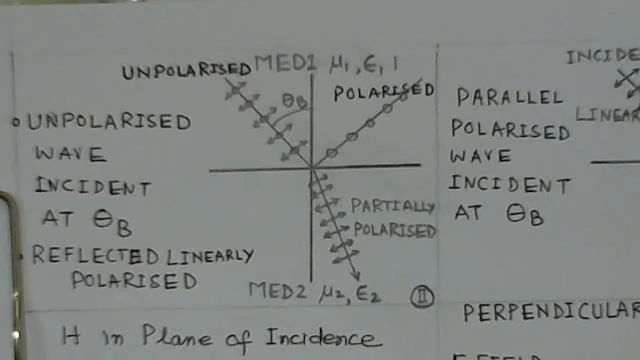 UNPOLARISED MED1 μ1, ε, 1
θB
POLARISED
UNPOLARISED
WAVE
INCIDENT
AT θB
REFLECTED LINEARLY
POLARISED
PARTIALLY
POLARISED
MED2 μ2, ε2 II
H in Plane of Incidence
INCIDE
LINEAR
PARALLEL
POLARISED
WAVE
INCIDENT
AT θB
PERPENDICULAR